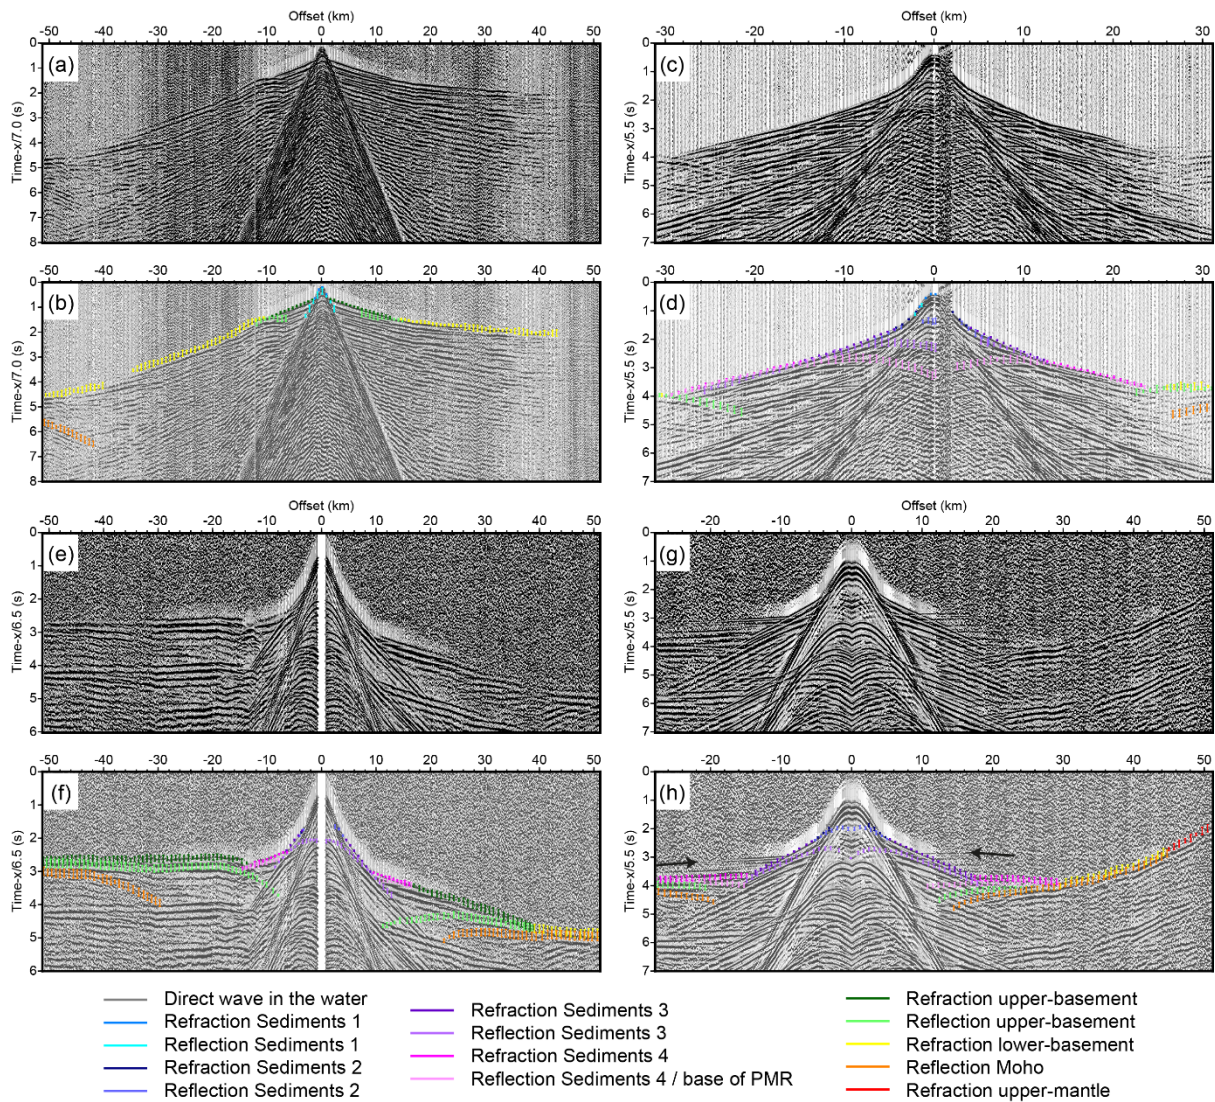 Offset (km)
-50 -40 -30 -20 -10 0 10 20 30 40 50
Time-x/7.0 (s)
0 1 2 3 4 5 6 7 8
(a)
Offset (km)
-30 -20 -10 0 10 20 30
Time-x/5.5 (s)
0 1 2 3 4 5 6 7
(c)
-50 -40 -30 -20 -10 0 10 20 30 40 50
Time-x/7.0 (s)
0 1 2 3 4 5 6 7 8
(b)
-30 -20 -10 0 10 20 30
Time-x/5.5 (s)
0 1 2 3 4 5 6 7
(d)
Offset (km)
-50 -40 -30 -20 -10 0 10 20 30 40 50
Time-x/6.5 (s)
0 1 2 3 4 5 6
(e)
Offset (km)
-20 -10 0 10 20 30 40 50
Time-x/5.5 (s)
0 1 2 3 4 5 6 7
(g)
-50 -40 -30 -20 -10 0 10 20 30 40 50
Time-x/6.5 (s)
0 1 2 3 4 5 6
(f)
-20 -10 0 10 20 30 40 50
Time-x/5.5 (s)
0 1 2 3 4 5 6 7
(h)
Direct wave in the water
Refraction Sediments 1
Reflection Sediments 1
Refraction Sediments 2
Reflection Sediments 2
Refraction Sediments 3
Reflection Sediments 3
Refraction Sediments 4
Reflection Sediments 4 / base of PMR
Refraction upper-basement
Reflection upper-basement
Refraction lower-basement
Reflection Moho
Refraction upper-mantle